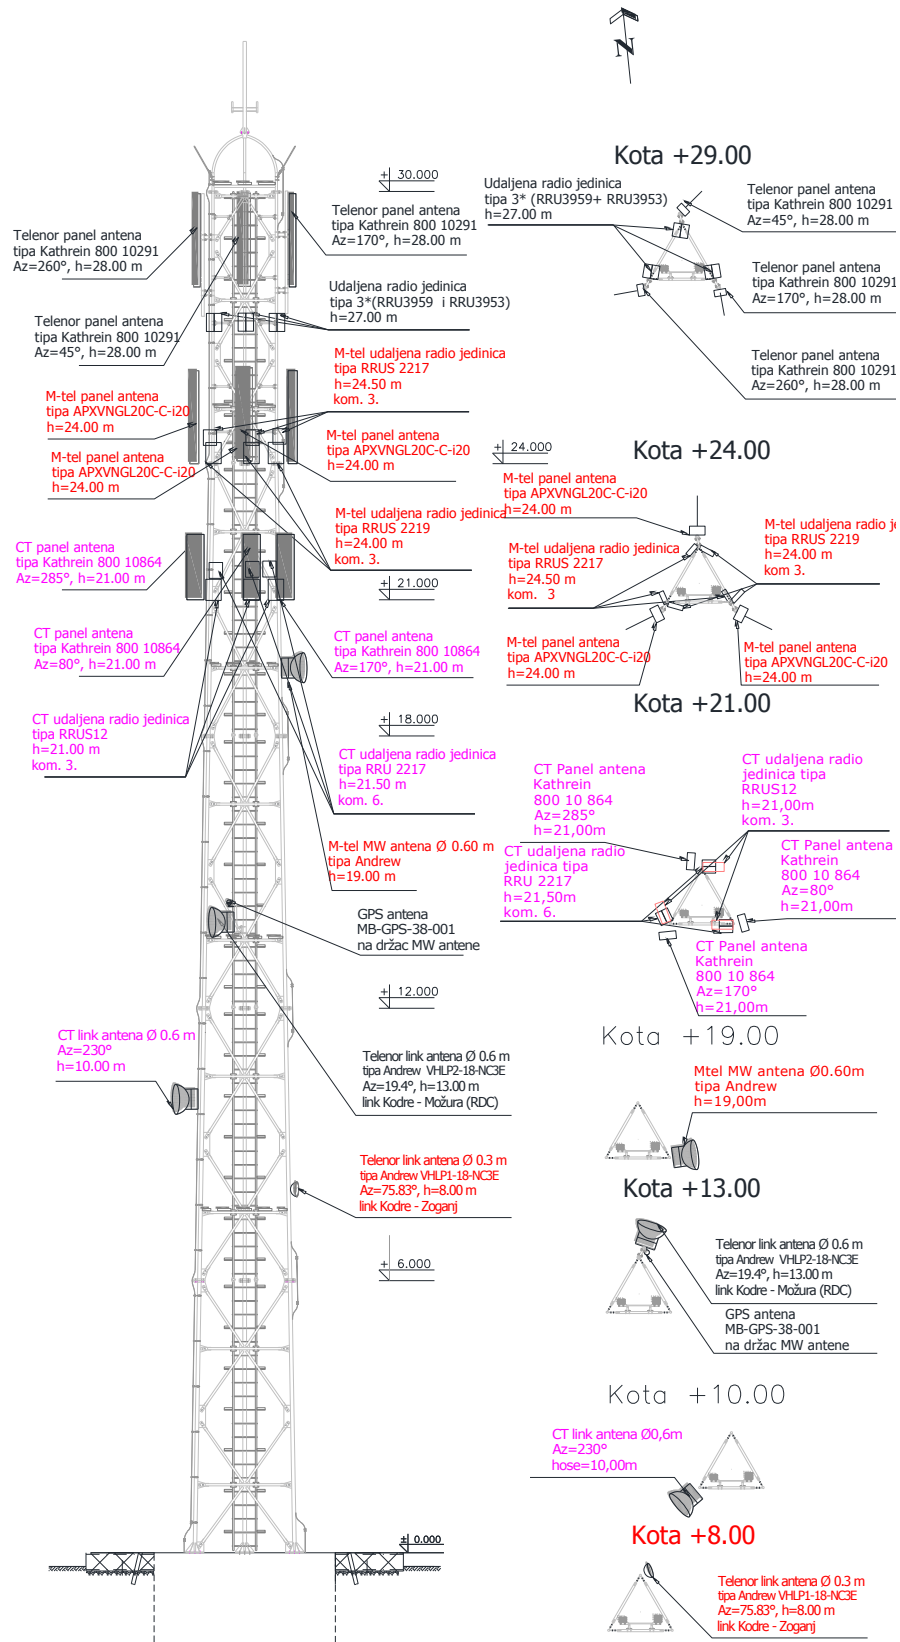 N
Kota +29.00
30.000
Telenor panel antena
tipa Kathrein 800 10291
Az=260°, h=28.00 m
Telenor panel antena
tipa Kathrein 800 10291
Az=170°, h=28.00 m
Udaljena radio jedinica
tipa 3*(RRU3959 i RRU3953)
h=27.00 m
Telenor panel antena
tipa Kathrein 800 10291
Az=45°, h=28.00 m
M-tel udaljena radio jedinica
tipa RRUS 2217
h=24.50 m
kom. 3.
M-tel panel antena
tipa APXVNGL20C-C-i20
h=24.00 m
M-tel panel antena
tipa APXVNGL20C-C-i20
h=24.00 m
M-tel panel antena
tipa APXVNGL20C-C-i20
h=24.00 m
M-tel udaljena radio jedinica
tipa RRUS 2219
h=24.00 m
kom. 3.
24.000
CT panel antena
tipa Kathrein 800 10864
Az=285°, h=21.00 m
21.000
CT panel antena
tipa Kathrein 800 10864
Az=80°, h=21.00 m
CT panel antena
tipa Kathrein 800 10864
Az=170°, h=21.00 m
CT udaljena radio jedinica
tipa RRUS12
h=21.00 m
kom. 3.
18.000
CT udaljena radio jedinica
tipa RRU 2217
h=21.50 m
kom. 6.
M-tel MW antena Ø 0.60 m
tipa Andrew
h=19.00 m
GPS antena
MB-GPS-38-001
na držac MW antene
12.000
CT link antena Ø 0.6 m
Az=230°
h=10.00 m
Telenor link antena Ø 0.6 m
tipa Andrew VHLP2-18-NC3E
Az=19.4°, h=13.00 m
link Kodre - Možura (RDC)
Telenor link antena Ø 0.3 m
tipa Andrew VHLP1-18-NC3E
Az=75.83°, h=8.00 m
link Kodre - Zoganj
6.000
± 0.000
Udaljena radio jedinica
tipa 3* (RRU3959+ RRU3953)
h=27.00 m
Telenor panel antena
tipa Kathrein 800 10291
Az=45°, h=28.00 m
Telenor panel antena
tipa Kathrein 800 10291
Az=170°, h=28.00 m
Telenor panel antena
tipa Kathrein 800 10291
Az=260°, h=28.00 m
Kota +24.00
M-tel panel antena
tipa APXVNGL20C-C-i20
h=24.00 m
M-tel udaljena radio je
tipa RRUS 2219
h=24.00 m
kom 3.
M-tel udaljena radio jedinica
tipa RRUS 2217
h=24.50 m
kom. 3
M-tel panel antena
tipa APXVNGL20C-C-i20
h=24.00 m
M-tel panel antena
tipa APXVNGL20C-C-i20
h=24.00 m
Kota +21.00
CT Panel antena
Kathrein
800 10 864
Az=285°
h=21,00m
CT udaljena radio
jedinica tipa
RRUS12
h=21,00m
kom. 3.
CT udaljena radio
jedinica tipa
RRU 2217
h=21,50m
kom. 6.
CT Panel antena
Kathrein
800 10 864
Az=80°
h=21,00m
CT Panel antena
Kathrein
800 10 864
Az=170°
h=21,00m
Kota +19.00
Mtel MW antena Ø0.60m
tipa Andrew
h=19,00m
Kota +13.00
Telenor link antena Ø 0.6 m
tipa Andrew VHLP2-18-NC3E
Az=19.4°, h=13.00 m
link Kodre - Možura (RDC)
GPS antena
MB-GPS-38-001
na držac MW antene
Kota +10.00
CT link antena Ø0,6m
Az=230°
hose=10,00m
Kota +8.00
Telenor link antena Ø 0.3 m
tipa Andrew VHLP1-18-NC3E
Az=75.83°, h=8.00 m
link Kodre - Zoganj